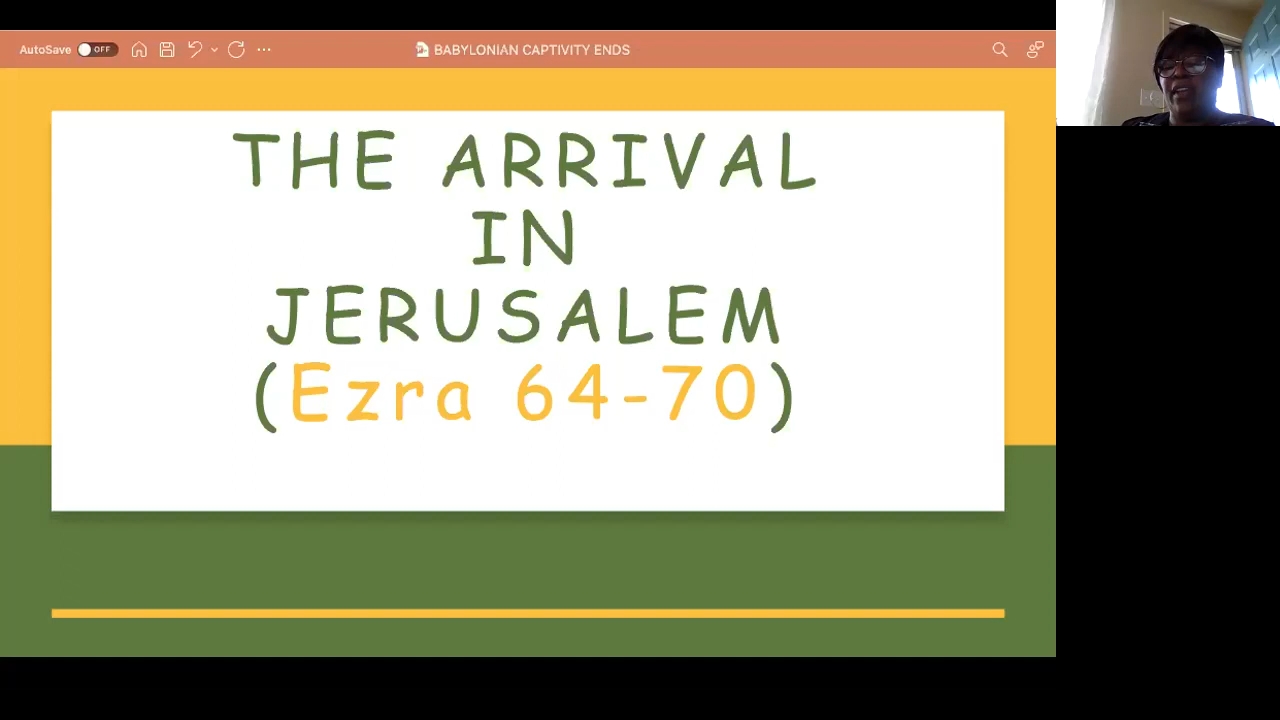 AutoSave OFF
BABYLONIAN CAPTIVITY ENDS
THE ARRIVAL
IN
JERUSALEM
(Ezra 64-70)